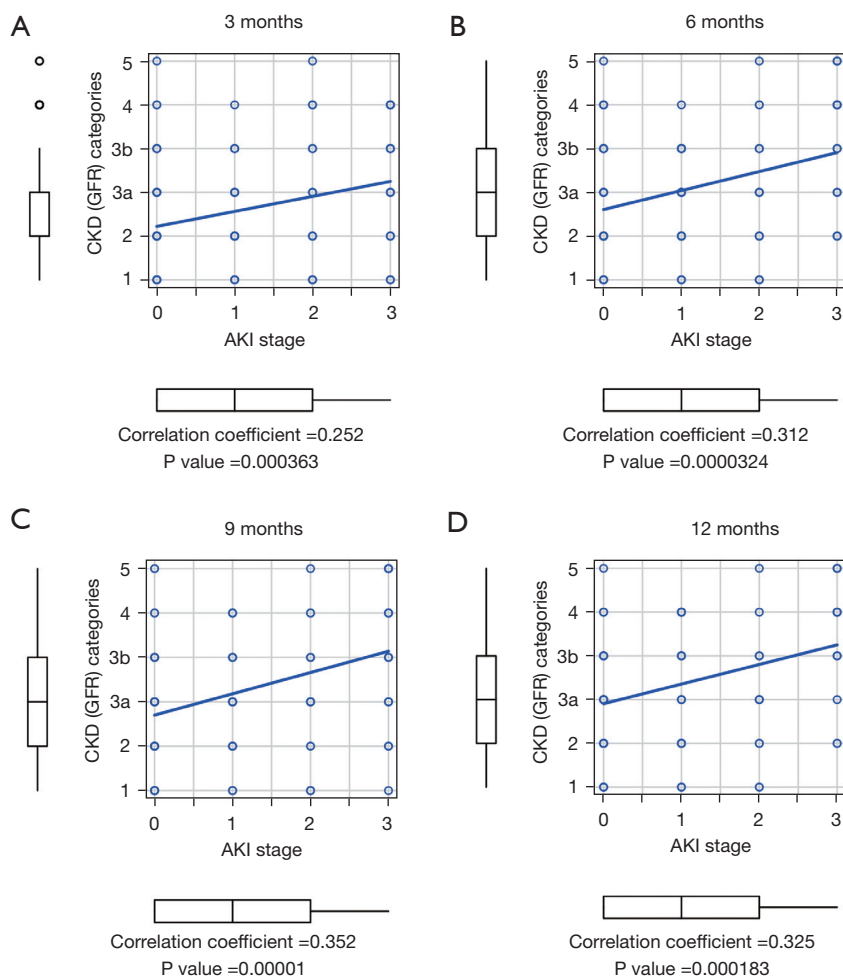 A
3 months
CKD (GFR) categories
5
4
3b
3a
2
1
0 1 2 3
AKI stage
Correlation coefficient =0.252
P value =0.000363
B
6 months
CKD (GFR) categories
5
4
3b
3a
2
1
0 1 2 3
AKI stage
Correlation coefficient =0.312
P value =0.0000324
C
9 months
CKD (GFR) categories
5
4
3b
3a
2
1
0 1 2 3
AKI stage
Correlation coefficient =0.352
P value =0.00001
D
12 months
CKD (GFR) categories
5
4
3b
3a
2
1
0 1 2 3
AKI stage
Correlation coefficient =0.325
P value =0.000183